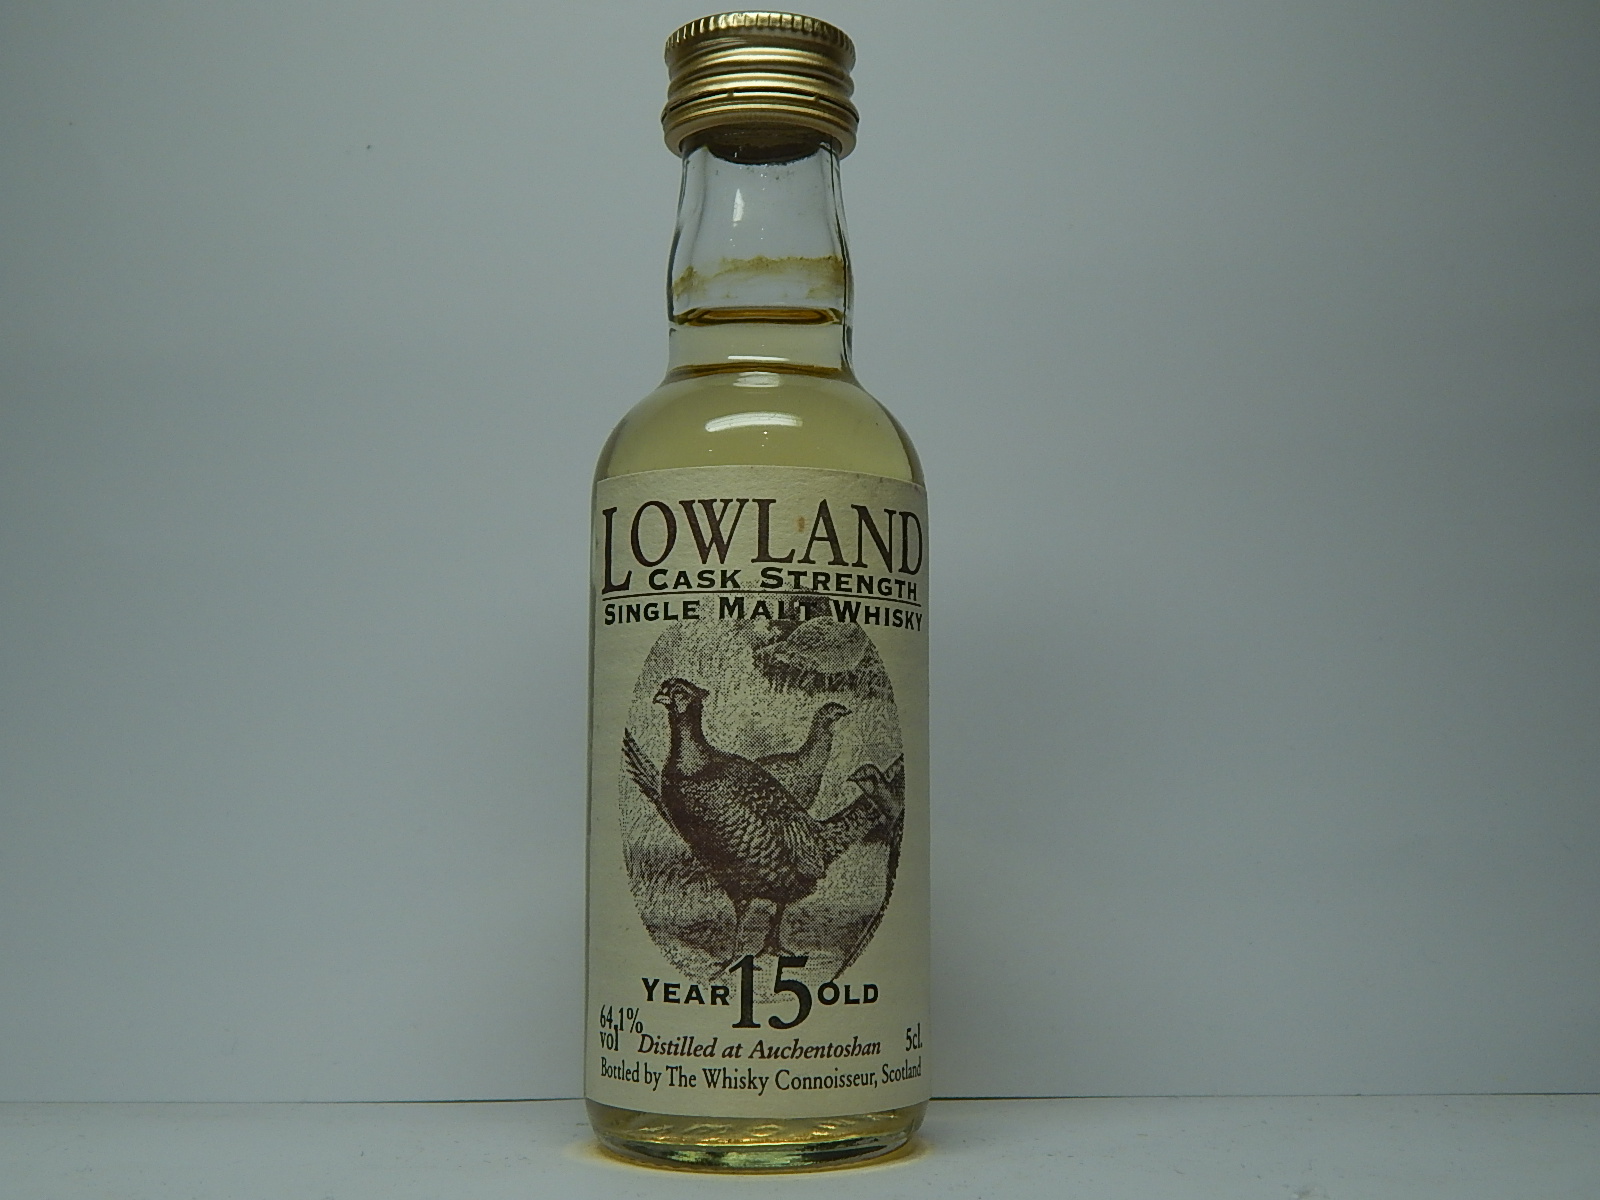 LOWLAND
CASK STRENGTH
SINGLE MALT WHISKY
YEAR 15 OLD
64.1%
vol
Distilled at Auchentoshan 5cl.
Bottled by The Whisky Connoisseur, Scotland